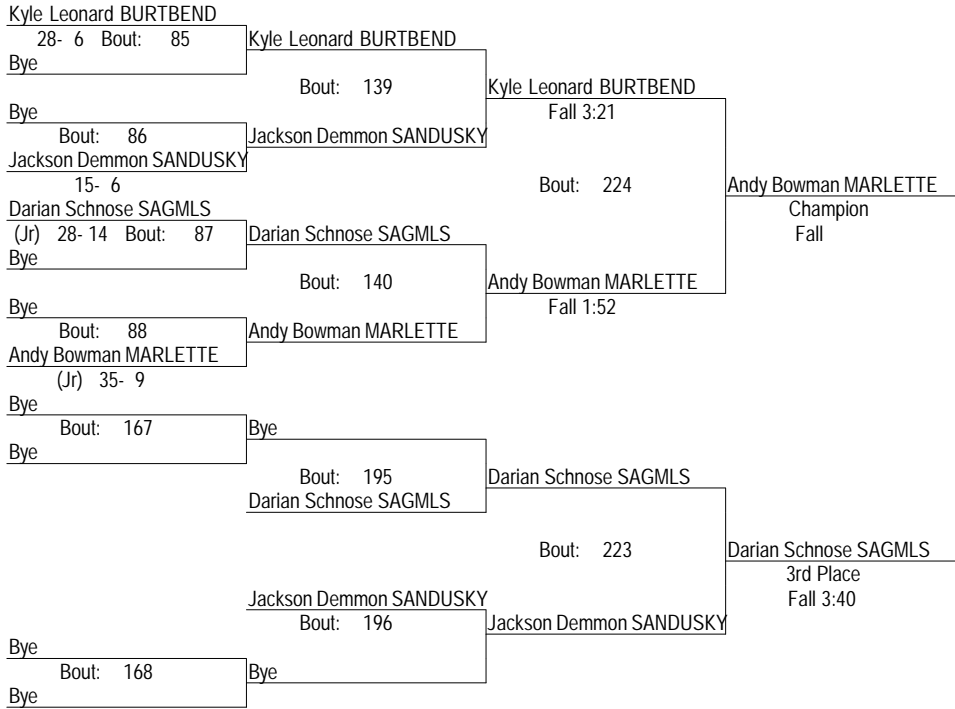 Kyle Leonard BURTBEND
28- 6 Bout: 85
Kyle Leonard BURTBEND
Bye
Bout: 139
Kyle Leonard BURTBEND
Bye
Fall 3:21
Bout: 86
Jackson Demmon SANDUSKY
Jackson Demmon SANDUSKY
15- 6
Bout: 224
Andy Bowman MARLETTE
Darian Schnose SAGMLS
Champion
(Jr) 28- 14 Bout: 87
Darian Schnose SAGMLS
Fall
Bye
Bout: 140
Andy Bowman MARLETTE
Bye
Fall 1:52
Bout: 88
Andy Bowman MARLETTE
Andy Bowman MARLETTE
(Jr) 35- 9
Bye
Bout: 167
Bye
Bye
Bout: 195
Darian Schnose SAGMLS
Darian Schnose SAGMLS
Bout: 223
Darian Schnose SAGMLS
3rd Place
Jackson Demmon SANDUSKY
Fall 3:40
Bout: 196
Jackson Demmon SANDUSKY
Bye
Bout: 168
Bye
Bye